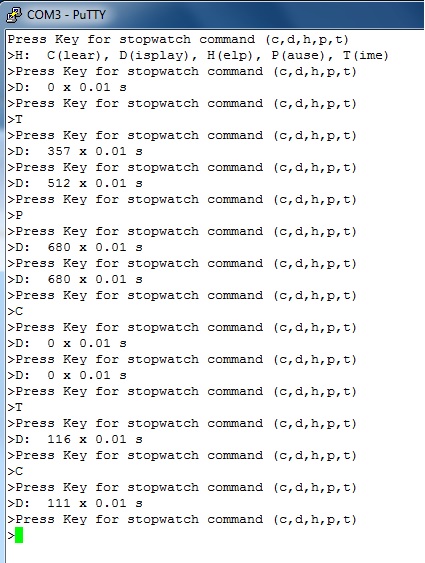 COM3 - PuTTY
Press Key for stopwatch command (c,d,h,p,t)
>H:  C(lear), D(isplay), H(elp), P(ause), T(ime)
>Press Key for stopwatch command (c,d,h,p,t)
>D:  0 x 0.01 s
>Press Key for stopwatch command (c,d,h,p,t)
>T
>Press Key for stopwatch command (c,d,h,p,t)
>D:  357 x 0.01 s
>Press Key for stopwatch command (c,d,h,p,t)
>D:  512 x 0.01 s
>Press Key for stopwatch command (c,d,h,p,t)
>P
>Press Key for stopwatch command (c,d,h,p,t)
>D:  680 x 0.01 s
>Press Key for stopwatch command (c,d,h,p,t)
>D:  680 x 0.01 s
>Press Key for stopwatch command (c,d,h,p,t)
>C
>Press Key for stopwatch command (c,d,h,p,t)
>D:  0 x 0.01 s
>Press Key for stopwatch command (c,d,h,p,t)
>D:  0 x 0.01 s
>Press Key for stopwatch command (c,d,h,p,t)
>T
>Press Key for stopwatch command (c,d,h,p,t)
>D:  116 x 0.01 s
>Press Key for stopwatch command (c,d,h,p,t)
>C
>Press Key for stopwatch command (c,d,h,p,t)
>D:  111 x 0.01 s
>Press Key for stopwatch command (c,d,h,p,t)
>